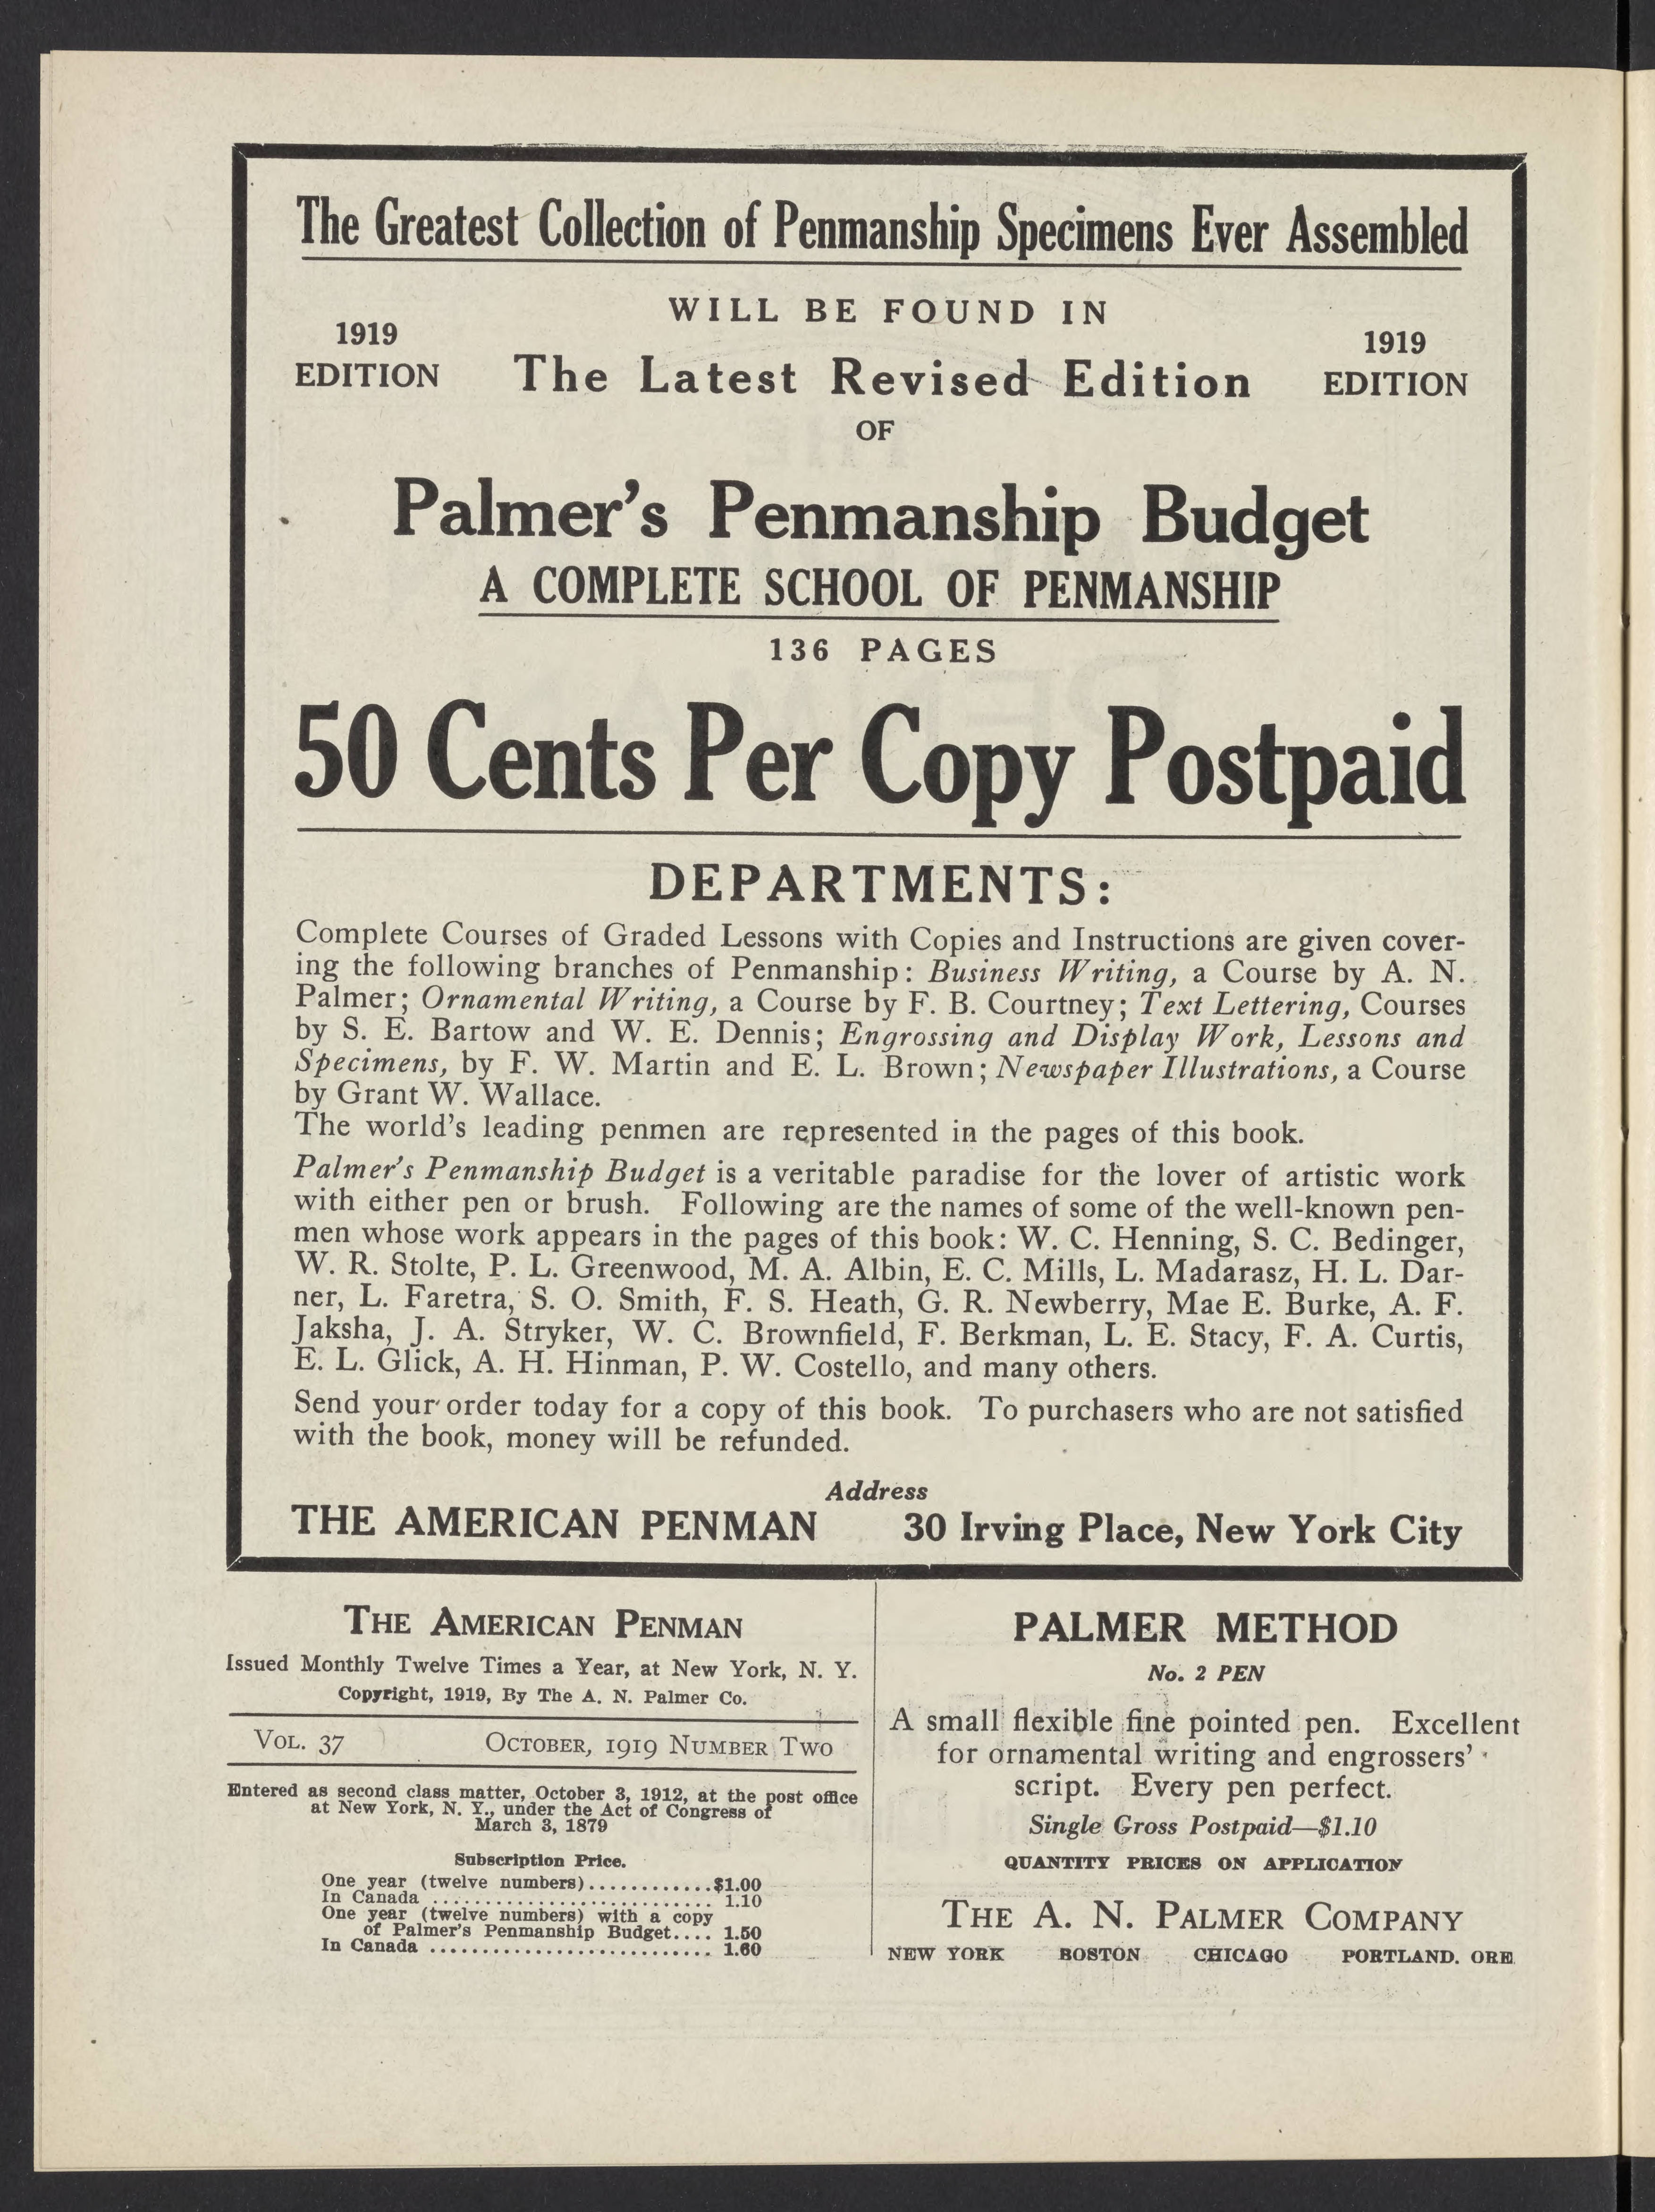 The Greatest Collection of Penmanship Specimens Ever Assembled
WILL BE FOUND IN
1919
EDITION
The Latest Revised Edition
1919
EDITION
OF
Palmer's Penmanship Budget
A COMPLETE SCHOOL OF PENMANSHIP
136 PAGES
50 Cents Per Copy Postpaid
DEPARTMENTS:
Complete Courses of Graded Lessons with Copies and Instructions are given cover-
ing the following branches of Penmanship: Business Writing, a Course by A. N.
Palmer; Ornamental Writing, a Course by F. B. Courtney; Text Lettering, Courses
by S. E. Bartow and W. E. Dennis; Engrossing and Display Work, Lessons and
Specimens, by F. W. Martin and E. L. Brown; Newspaper Illustrations, a Course
by Grant W. Wallace.
The world's leading penmen are represented in the pages of this book.
Palmer's Penmanship Budget is a veritable paradise for the lover of artistic work
with either pen or brush. Following are the names of some of the well-known pen-
men whose work appears in the pages of this book: W. C. Henning, S. C. Bedinger,
W. R. Stolte, P. L. Greenwood, M. A. Albin, E. C. Mills, L. Madarasz, H. L. Dar-
ner, L. Faretra, S. O. Smith, F. S. Heath, G. R. Newberry, Mae E. Burke, A. F.
Jaksha, J. A. Stryker, W. C. Brownfield, F. Berkman, L. E. Stacy, F. A. Curtis,
E. L. Glick, A. H. Hinman, P. W. Costello, and many others.
Send your order today for a copy of this book. To purchasers who are not satisfied
with the book, money will be refunded.
Address
THE AMERICAN PENMAN 30 Irving Place, New York City
THE AMERICAN PENMAN
Issued Monthly Twelve Times a Year, at New York, N. Y.
Copyright, 1919, By The A. N. Palmer Co.
VOL. 37 OCTOBER, 1919 NUMBER TWO
Entered as second class matter, October 3, 1912, at the post office
at New York, N. Y., under the Act of Congress of
March 3, 1879
Subscription Price.
One year (twelve numbers)............$1.00
In Canada ........................... 1.10
One year (twelve numbers) with a copy
of Palmer's Penmanship Budget.... 1.50
In Canada ........................... 1.60
PALMER METHOD
No. 2 PEN
A small flexible fine pointed pen. Excellent
for ornamental writing and engrossers'
script. Every pen perfect.
Single Gross Postpaid—$1.10
QUANTITY PRICES ON APPLICATION
THE A. N. PALMER COMPANY
NEW YORK BOSTON CHICAGO PORTLAND. ORE